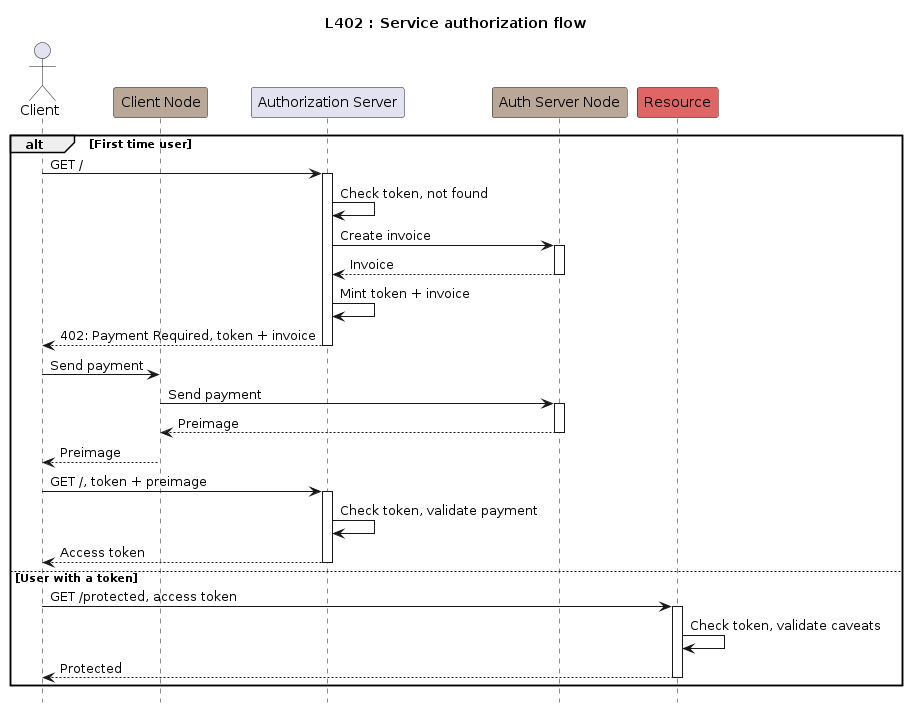 L402 : Service authorization flow
Client
Client Node
Authorization Server
Auth Server Node
Resource
alt
[First time user]
GET /
Check token, not found
Create invoice
Invoice
Mint token + invoice
402: Payment Required, token + invoice
Send payment
Send payment
Preimage
Preimage
GET /, token + preimage
Check token, validate payment
Access token
[User with a token]
GET /protected, access token
Check token, validate caveats
Protected